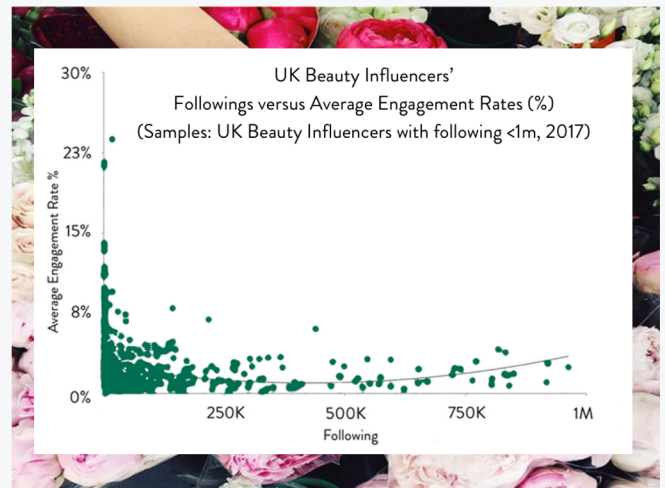 UK Beauty Influencers’
Followings versus Average Engagement Rates (%)
(Samples: UK Beauty Influencers with following <1m, 2017)
Average Engagement Rate %
30%
23%
15%
8%
0%
250K 500K 750K 1M
Following